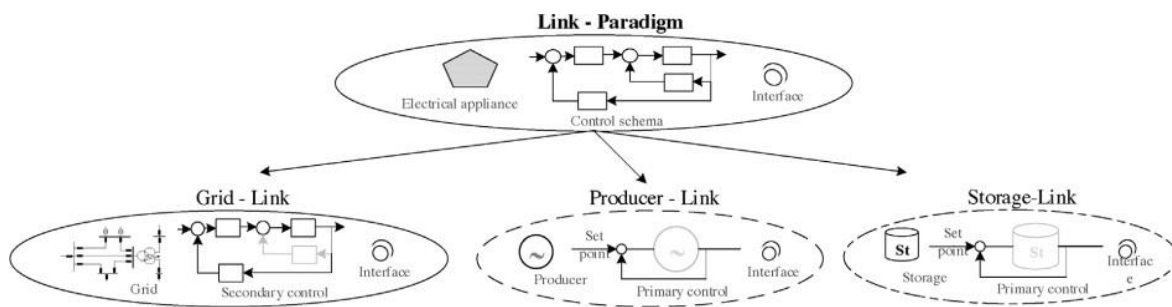 Link - Paradigm
Electrical appliance
Control schema
Interface
Grid - Link
Grid
Secondary control
Interface
Producer - Link
Producer
Set
point
~
~
Primary control
Interface
Storage-Link
St
Storage
Set
point
St
Primary control
Interfac
e